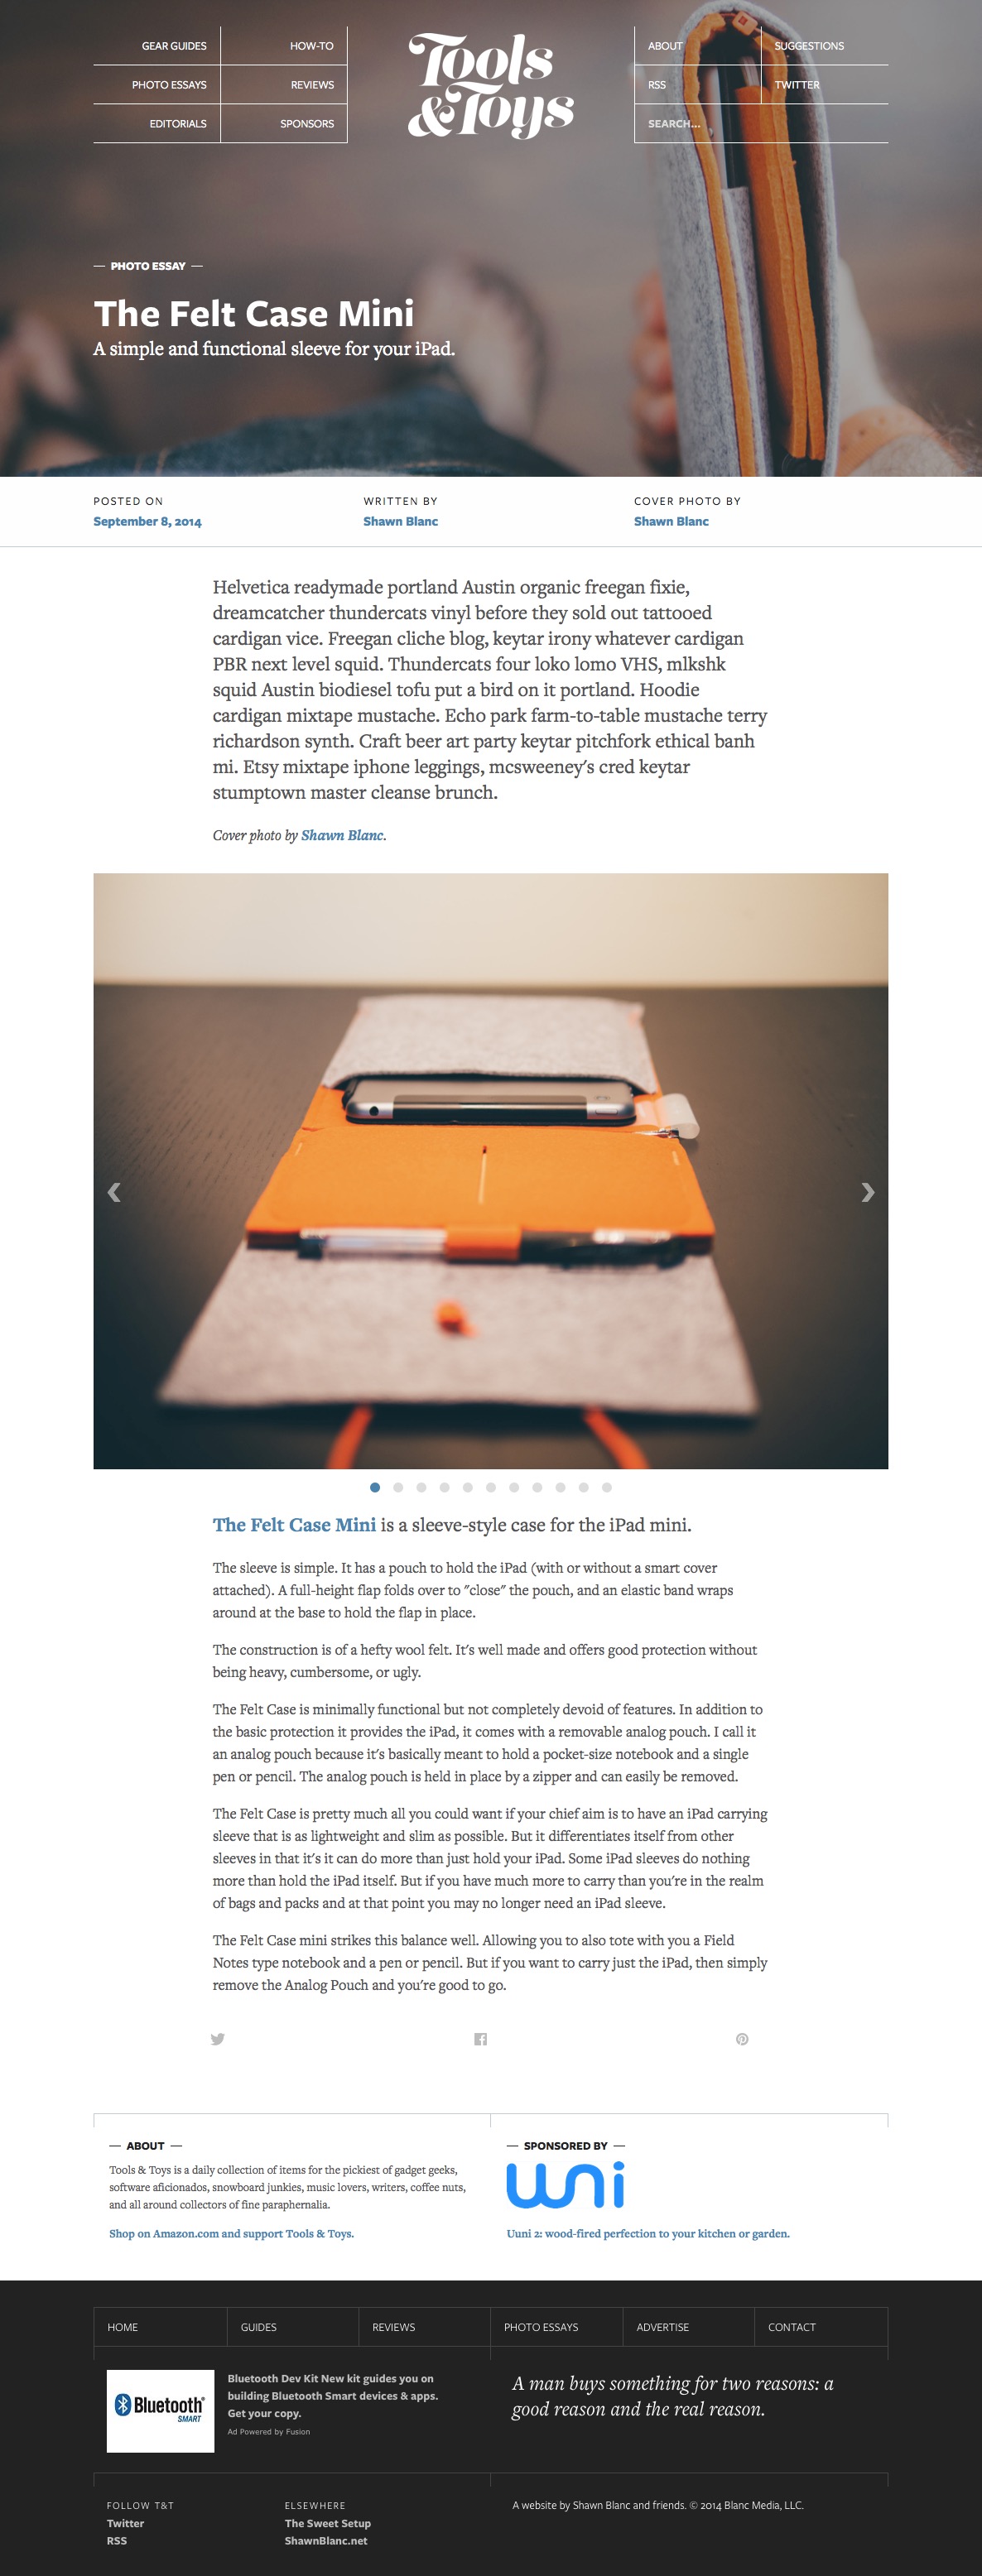 GEAR GUIDES
HOW-TO
PHOTO ESSAYS
REVIEWS
EDITORIALS
SPONSORS
Tools
&Toys
ABOUT
SUGGESTIONS
RSS
TWITTER
SEARCH...
PHOTO ESSAY
The Felt Case Mini
A simple and functional sleeve for your iPad.
POSTED ON
September 8, 2014
WRITTEN BY
Shawn Blanc
COVER PHOTO BY
Shawn Blanc
Helvetica readymade portland Austin organic freegan fixie,
dreamcatcher thundercats vinyl before they sold out tattooed
cardigan vice. Freegan cliche blog, keytar irony whatever cardigan
PBR next level squid. Thundercats four loko lomo VHS, mlkshk
squid Austin biodiesel tofu put a bird on it portland. Hoodie
cardigan mixtape mustache. Echo park farm-to-table mustache terry
richardson synth. Craft beer art party keytar pitchfork ethical banh
mi. Etsy mixtape iphone leggings, mcsweeney's cred keytar
stumptown master cleanse brunch.
Cover photo by Shawn Blanc.
The Felt Case Mini is a sleeve-style case for the iPad mini.
The sleeve is simple. It has a pouch to hold the iPad (with or without a smart cover
attached). A full-height flap folds over to "close" the pouch, and an elastic band wraps
around at the base to hold the flap in place.
The construction is of a hefty wool felt. It's well made and offers good protection without
being heavy, cumbersome, or ugly.
The Felt Case is minimally functional but not completely devoid of features. In addition to
the basic protection it provides the iPad, it comes with a removable analog pouch. I call it
an analog pouch because it's basically meant to hold a pocket-size notebook and a single
pen or pencil. The analog pouch is held in place by a zipper and can easily be removed.
The Felt Case is pretty much all you could want if your chief aim is to have an iPad carrying
sleeve that is as lightweight and slim as possible. But it differentiates itself from other
sleeves in that it's it can do more than just hold your iPad. Some iPad sleeves do nothing
more than hold the iPad itself. But if you have much more to carry than you're in the realm
of bags and packs and at that point you may no longer need an iPad sleeve.
The Felt Case mini strikes this balance well. Allowing you to also tote with you a Field
Notes type notebook and a pen or pencil. But if you want to carry just the iPad, then simply
remove the Analog Pouch and you're good to go.
ABOUT
Tools & Toys is a daily collection of items for the pickiest of gadget geeks,
software aficionados, snowboard junkies, music lovers, writers, coffee nuts,
and all around collectors of fine paraphernalia.
Shop on Amazon.com and support Tools & Toys.
SPONSORED BY
uuni
Uuni 2: wood-fired perfection to your kitchen or garden.
HOME
GUIDES
REVIEWS
PHOTO ESSAYS
ADVERTISE
CONTACT
Bluetooth®
SMART
Bluetooth Dev Kit New kit guides you on
building Bluetooth Smart devices & apps.
Get your copy.
Ad Powered by Fusion
A man buys something for two reasons: a
good reason and the real reason.
FOLLOW T&T
Twitter
RSS
ELSEWHERE
The Sweet Setup
ShawnBlanc.net
A website by Shawn Blanc and friends. © 2014 Blanc Media, LLC.